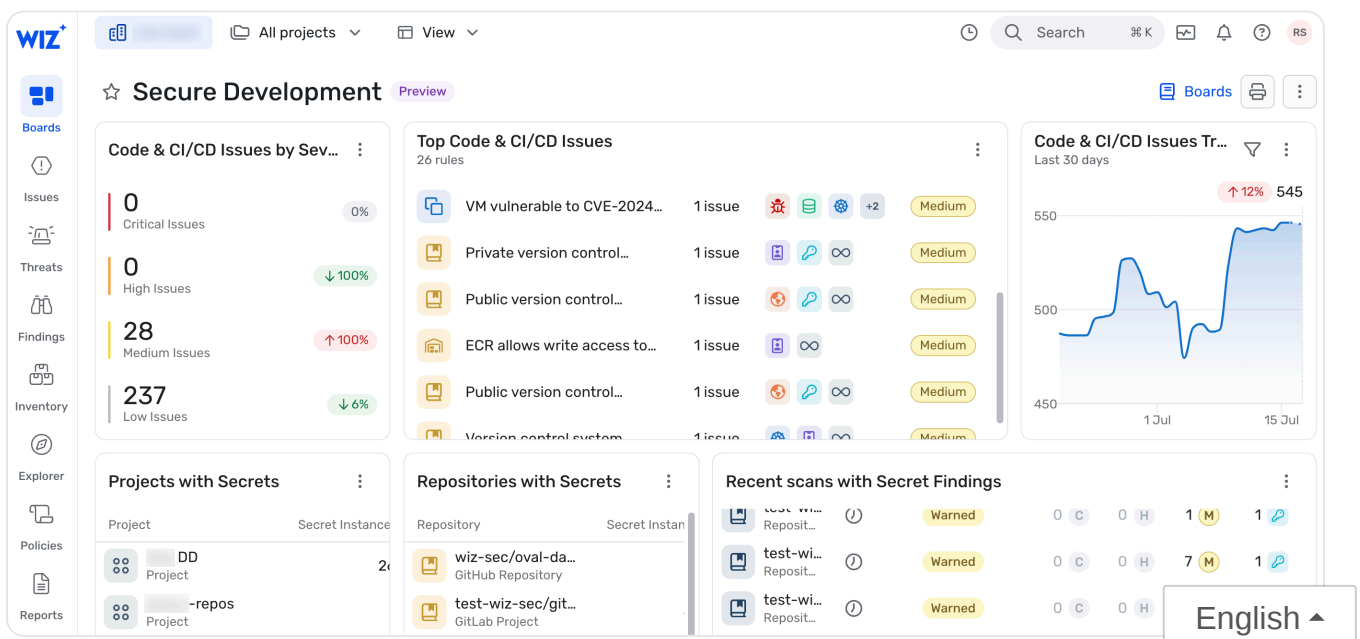 WIZ
All projects
View
Search
⌘ K
RS
Secure Development
Preview
Boards
Boards
Issues
Threats
Findings
Inventory
Explorer
Policies
Reports
Code & CI/CD Issues by Sev...
0
Critical Issues
0%
0
High Issues
↓ 100%
28
Medium Issues
↑ 100%
237
Low Issues
↓ 6%
Top Code & CI/CD Issues
26 rules
VM vulnerable to CVE-2024... 1 issue +2 Medium
Private version control... 1 issue Medium
Public version control... 1 issue Medium
ECR allows write access to... 1 issue Medium
Public version control... 1 issue Medium
Version control system 1 issue Medium
Code & CI/CD Issues Tr...
Last 30 days
↑ 12% 545
550
500
450
1 Jul 15 Jul
Projects with Secrets
Project Secret Instance
DD
Project
-repos
Project
Repositories with Secrets
Repository Secret Instan
wiz-sec/oval-da...
GitHub Repository
test-wiz-sec/git...
GitLab Project
Recent scans with Secret Findings
test-wi...
Reposit...
Warned 0 C 0 H 1 M 1
test-wi...
Reposit...
Warned 0 C 0 H 7 M 1
test-wi...
Reposit...
Warned 0 C 0 H
English